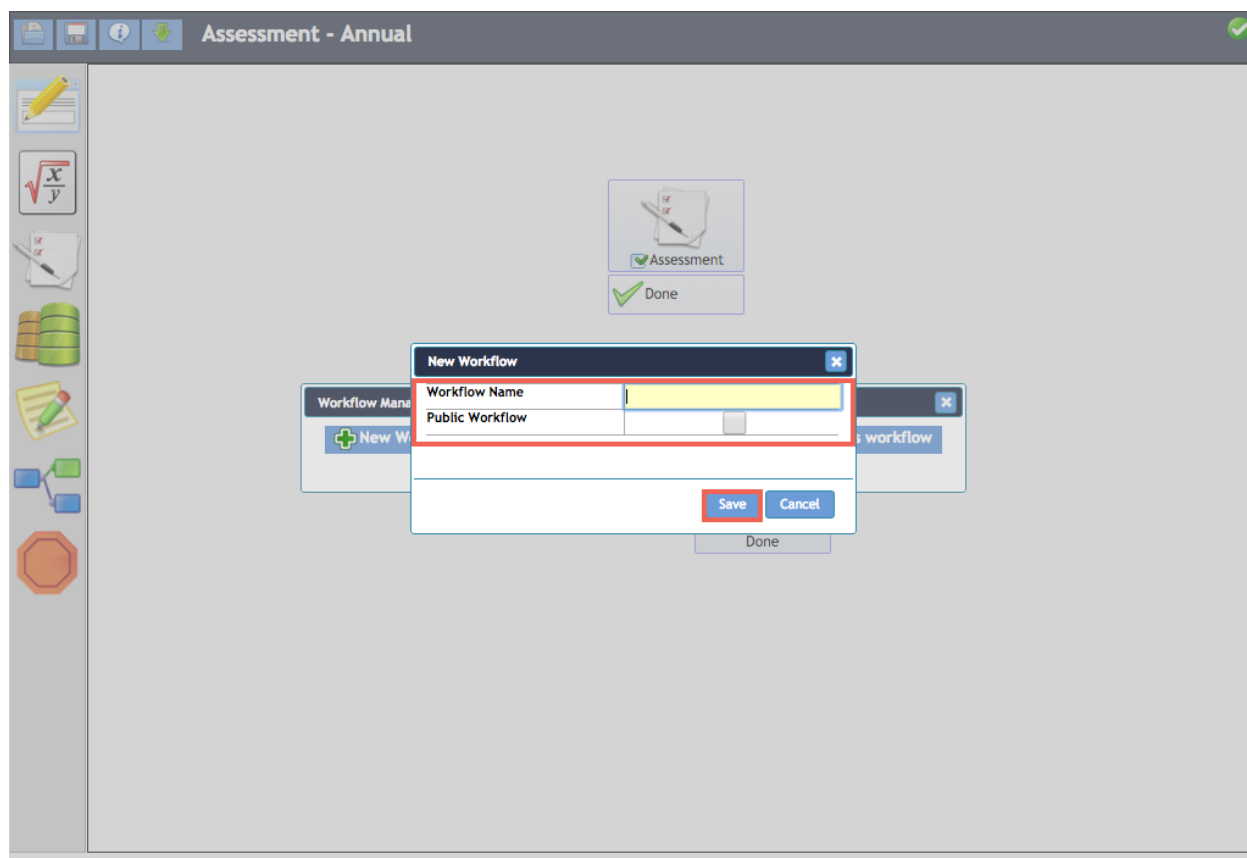 Assessment - Annual
x
y
Assessment
Done
New Workflow
Workflow Name
Public Workflow
Workflow Mana
New W
s workflow
Save Cancel
Done